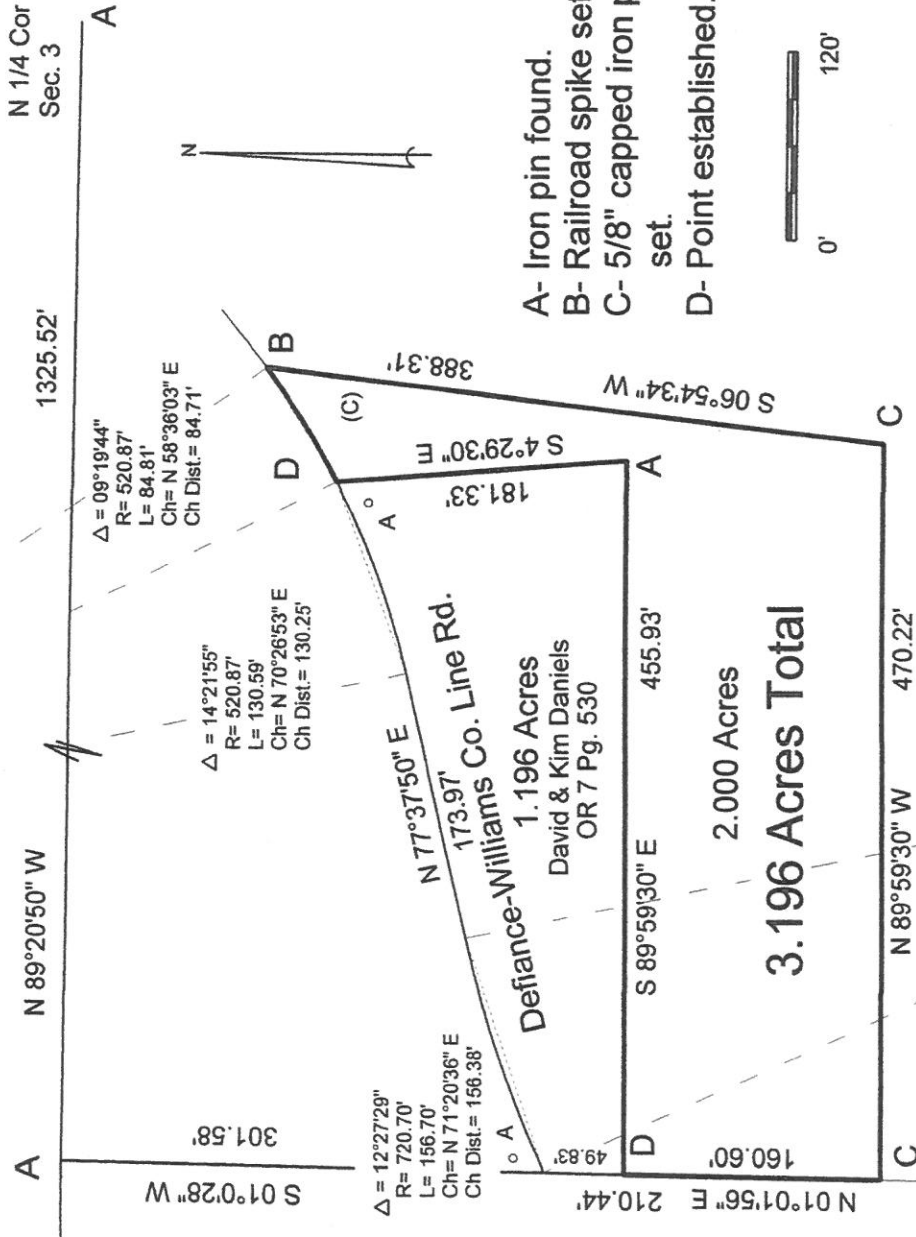 N 1/4 Cor
Sec. 3
A
N 89°20'50" W
1325.52'
A
S 01°0'28" W
301.58'
Δ = 09°19'44"
R= 520.87'
L= 84.81'
Ch= N 58°36'03" E
Ch Dist.= 84.71'
N
Δ = 14°21'55"
R= 520.87'
L= 130.59'
Ch= N 70°26'53" E
Ch Dist.= 130.25'
B
D
(C)
388.31'
S 06°54'34" W
S 4°29'30" E
181.33'
A
A
Δ = 12°27'29"
R= 720.70'
L= 156.70'
Ch= N 71°20'36" E
Ch Dist.= 156.38'
A
N 77°37'50" E
173.97'
Defiance-Williams Co. Line Rd.
1.196 Acres
David & Kim Daniels
OR 7 Pg. 530
49.83'
D
S 89°59'30" E
455.93'
210.44'
N 01°01'56" E
160.60'
2.000 Acres
3.196 Acres Total
C
N 89°59'30" W
470.22'
C
A- Iron pin found.
B- Railroad spike set
C- 5/8" capped iron p
set.
D- Point established.
0'
120'